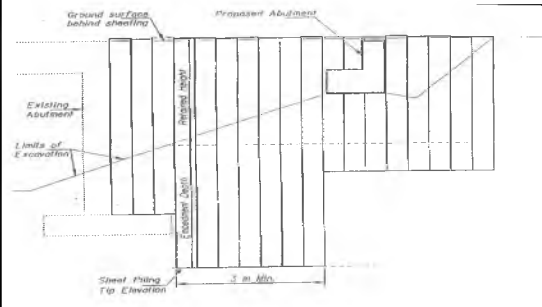 Ground surface
behind sheeting
Proposed Abutment
Retained Height
Existing
Abutment
Limits of
Excavation
Embedment Depth
3 m Min.
Sheet Piling
Tip Elevation